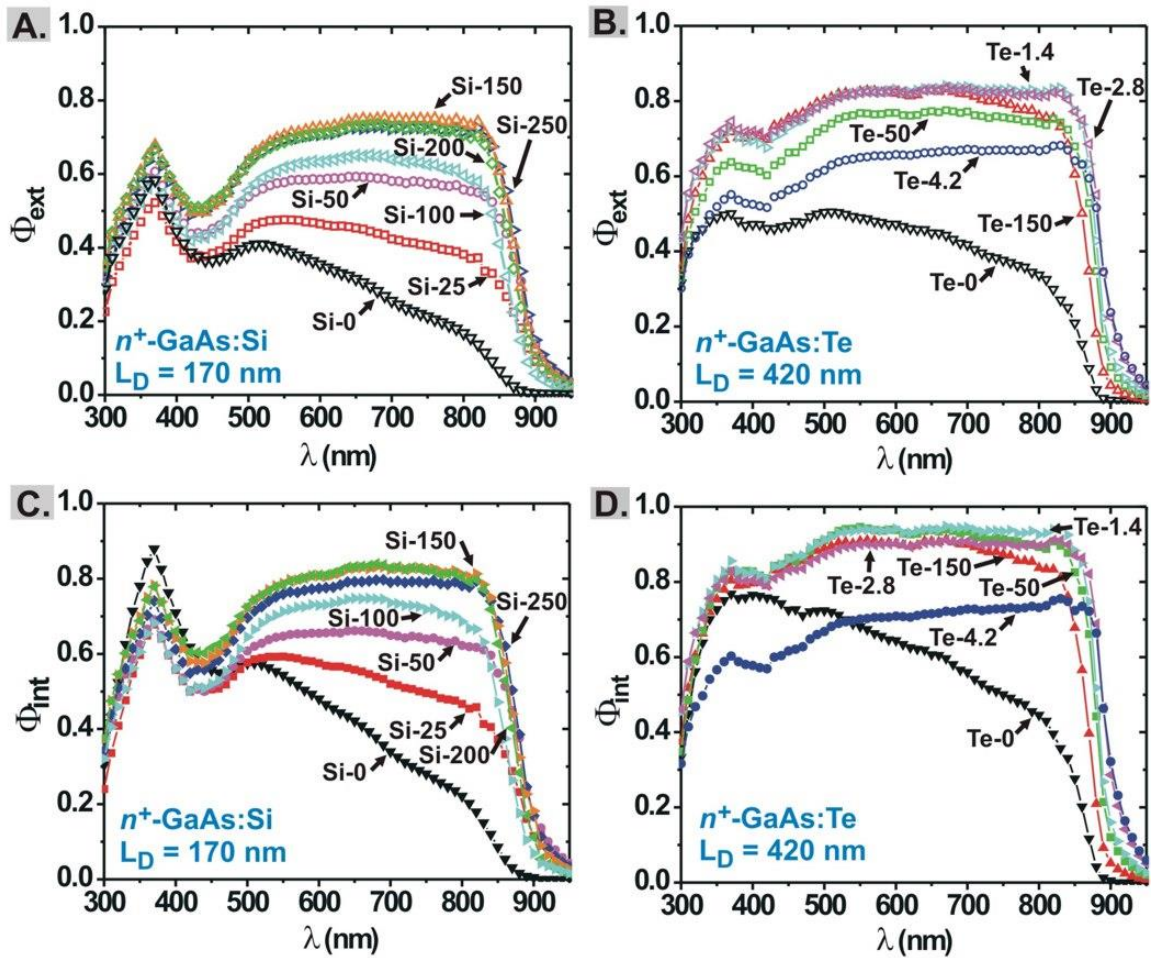 A.
1.0
0.8
0.6
0.4
0.2
0.0
Φext
Si-150
Si-250
Si-200
Si-50
Si-100
Si-25
Si-0
n+-GaAs:Si
LD = 170 nm
300 400 500 600 700 800 900
λ (nm)
B.
1.0
0.8
0.6
0.4
0.2
0.0
Φext
Te-1.4
Te-2.8
Te-50
Te-4.2
Te-150
Te-0
n+-GaAs:Te
LD = 420 nm
300 400 500 600 700 800 900
λ (nm)
C.
1.0
0.8
0.6
0.4
0.2
0.0
Φint
Si-150
Si-250
Si-100
Si-50
Si-25
Si-200
Si-0
n+-GaAs:Si
LD = 170 nm
300 400 500 600 700 800 900
λ (nm)
D.
1.0
0.8
0.6
0.4
0.2
0.0
Φint
Te-1.4
Te-150
Te-2.8
Te-50
Te-4.2
Te-0
n+-GaAs:Te
LD = 420 nm
300 400 500 600 700 800 900
λ (nm)